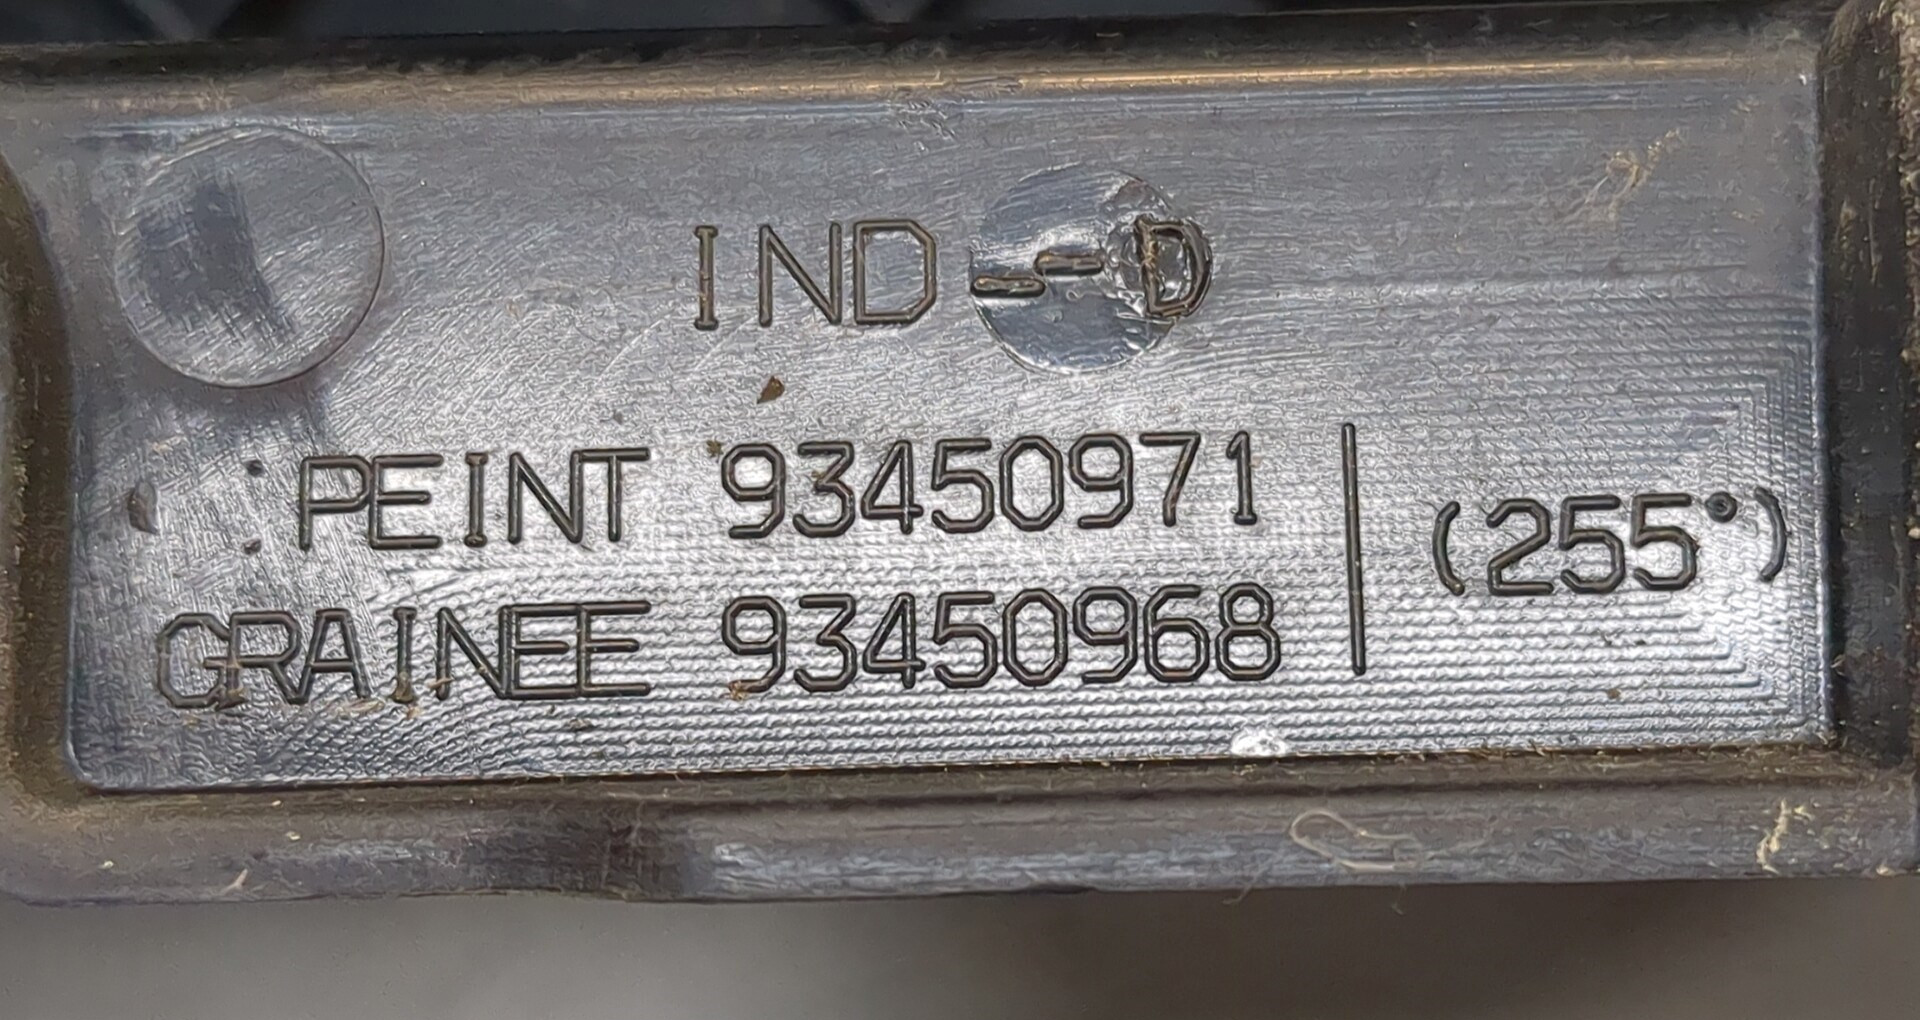 IND -- D
PEINT 93450971
GRAINEE 93450968
(255°)